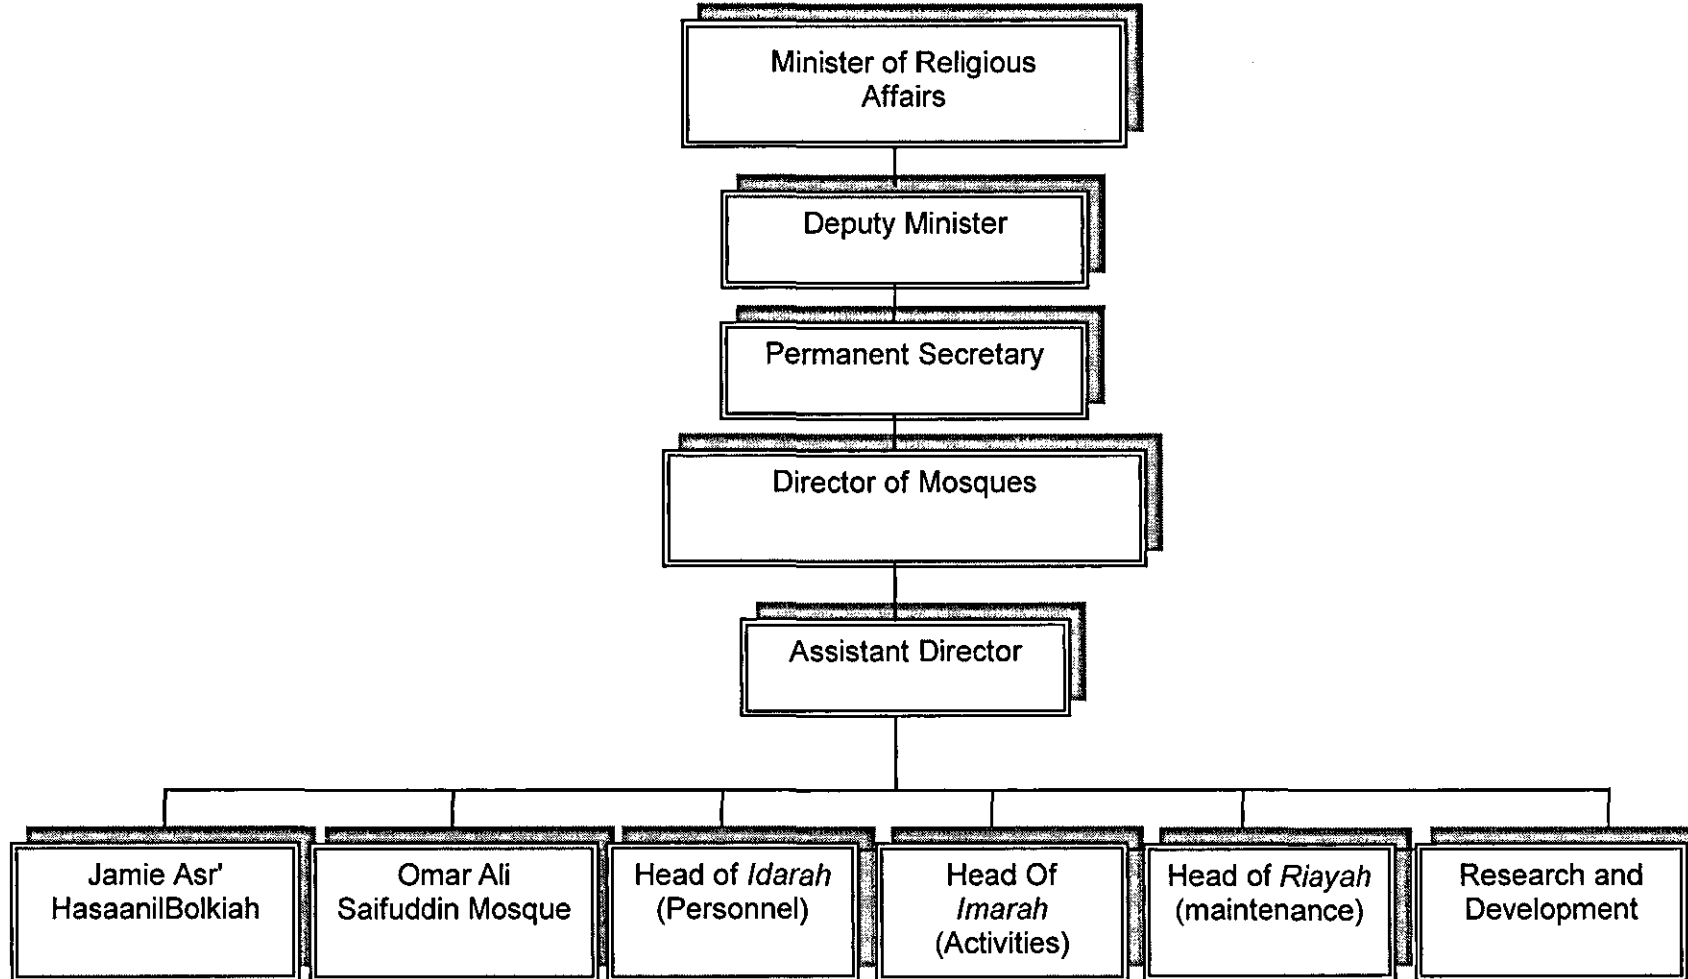 Minister of Religious
Affairs
Deputy Minister
Permanent Secretary
Director of Mosques
Assistant Director
Jamie Asr'
HasaanilBolkiah
Omar Ali
Saifuddin Mosque
Head of Idarah
(Personnel)
Head Of
Imarah
(Activities)
Head of Riayah
(maintenance)
Research and
Development